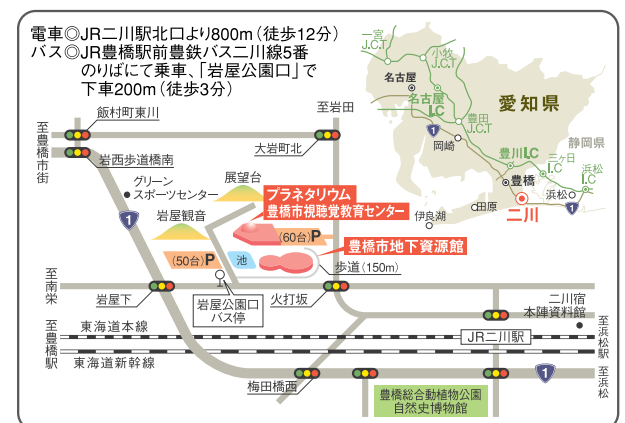 電車◎JR二川駅北口より800m（徒歩12分）
バス◎JR豊橋駅前豊鉄バス二川線5番
のりばにて乗車、「岩屋公園口」で
下車200m（徒歩3分）
一宮
J.C.T
小牧
J.C.T
名古屋
名古屋
I.C
愛知県
豊田
J.C.T
1
岡崎
静岡県
豊川I.C
三ヶ日
I.C
浜松
I.C
豊橋
浜松
伊良湖
田原
二川
1
至岩田
飯村町東川
大岩町北
至豊橋市街
岩西歩道橋南
グリーン
スポーツセンター
展望台
プラネタリウム
豊橋市視聴覚教育センター
1
岩屋観音
(60台)P
豊橋市地下資源館
(50台)P
池
歩道(150m)
至南栄
岩屋下
岩屋公園口
バス停
火打坂
二川宿
本陣資料館
至豊橋駅
東海道本線
JR二川駅
至浜松駅
東海道新幹線
梅田橋西
1
至浜松
豊橋総合動植物公園
自然史博物館